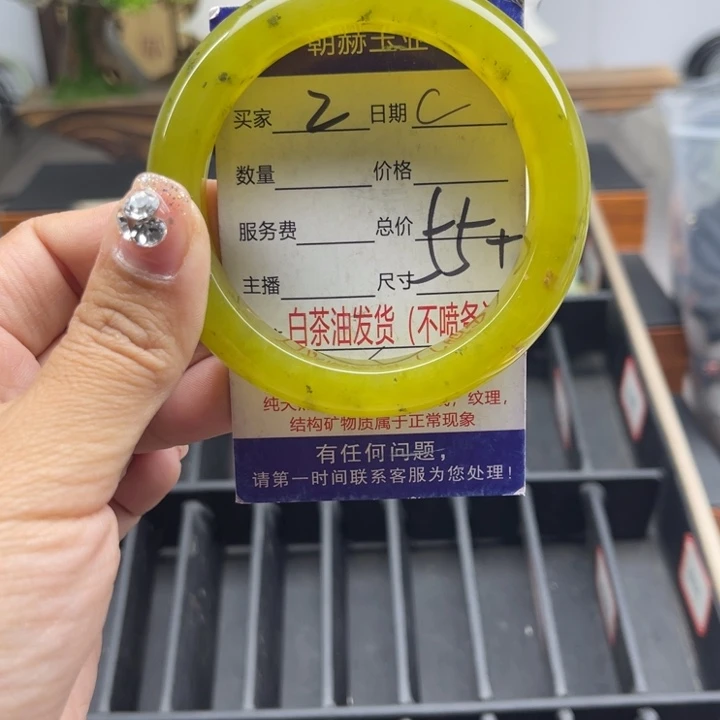 朝赫玉业
买家 Z 日期 C
数量 价格
服务费 总价
55+
主播 尺寸
白茶油发货（不喷务
纹理，
结构矿物质属于正常现象
有任何问题，
请第一时间联系客服为您处理！